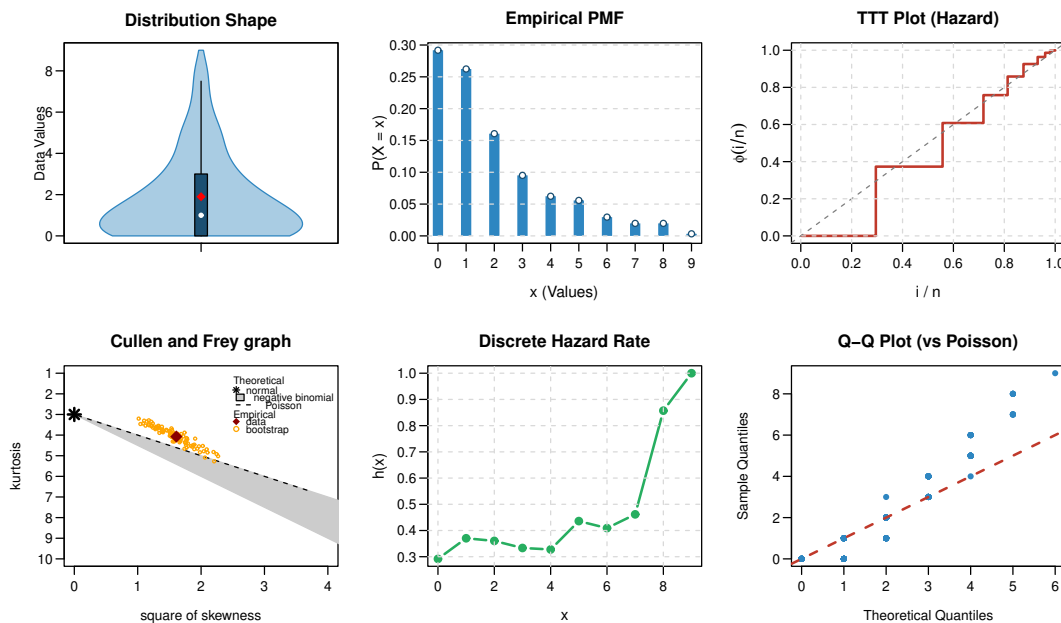 Distribution Shape
Data Values
0
2
4
6
8
Empirical PMF
P(X = x)
0.00
0.05
0.10
0.15
0.20
0.25
0.30
0 1 2 3 4 5 6 7 8 9
x (Values)
TTT Plot (Hazard)
ϕ(i/n)
0.0
0.2
0.4
0.6
0.8
1.0
0.0 0.2 0.4 0.6 0.8 1.0
i / n
Cullen and Frey graph
kurtosis
1
2
3
4
5
6
7
8
9
10
Theoretical
normal
negative binomial
Poisson
Empirical
data
bootstrap
0 1 2 3 4
square of skewness
Discrete Hazard Rate
h(x)
0.3
0.4
0.5
0.6
0.7
0.8
0.9
1.0
0 2 4 6 8
x
Q−Q Plot (vs Poisson)
Sample Quantiles
0
2
4
6
8
0 1 2 3 4 5 6
Theoretical Quantiles